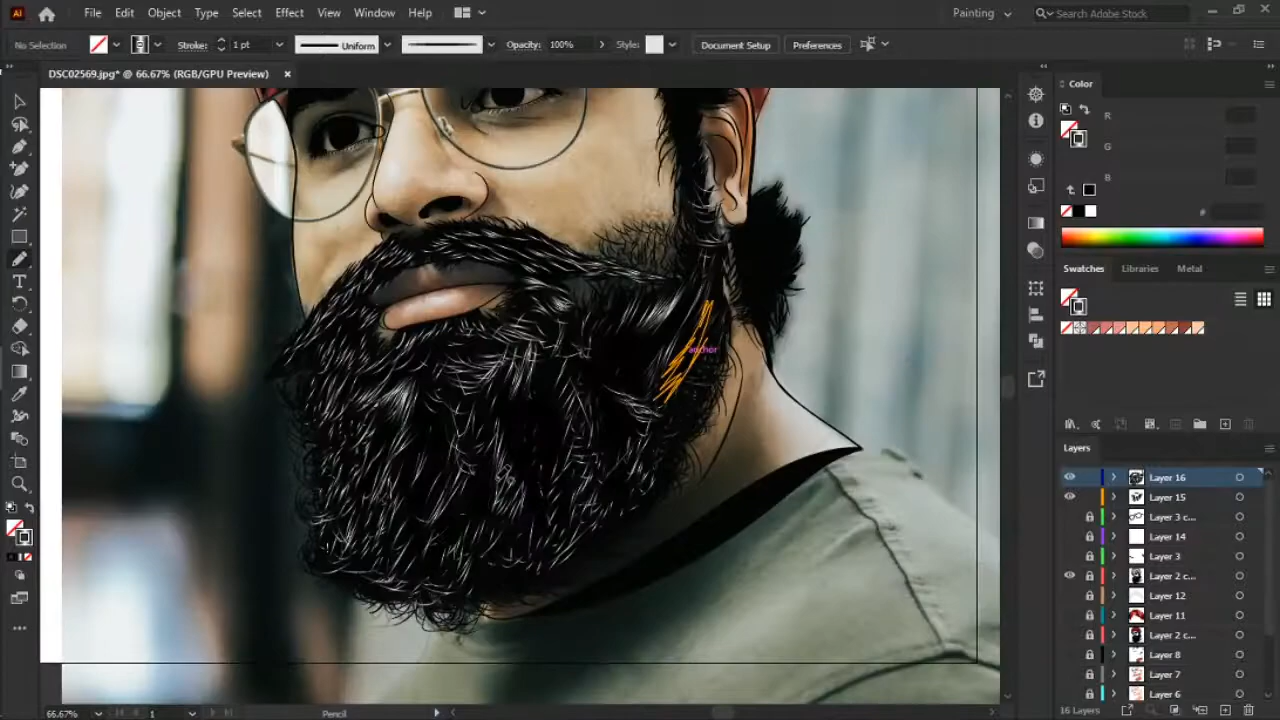 Ai File Edit Object Type Select Effect View Window Help Painting Search Adobe Stock
No Selection Stroke: 1 pt Uniform Opacity: 100% Style: Document Setup Preferences
DSC02569.jpg* @ 66.67% (RGB/GPU Preview)
Color
R
G
B
#
Swatches Libraries Metal
anchor
Layers
Layer 16
Layer 15
Layer 3 c...
Layer 14
Layer 3
Layer 2 c...
Layer 12
Layer 11
Layer 2 c...
Layer 8
Layer 7
Layer 6
66.67% 1 Pencil 16 Layers